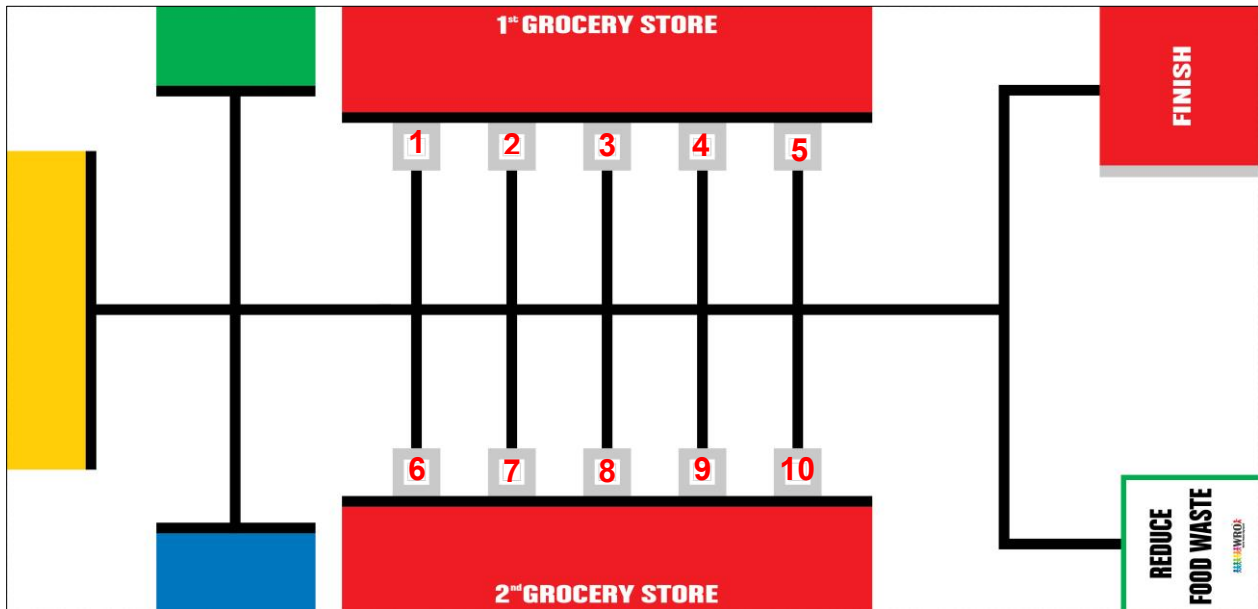 1st GROCERY STORE
FINISH
1 2 3 4 5
6 7 8 9 10
REDUCE
FOOD WASTE
WRO
2nd GROCERY STORE